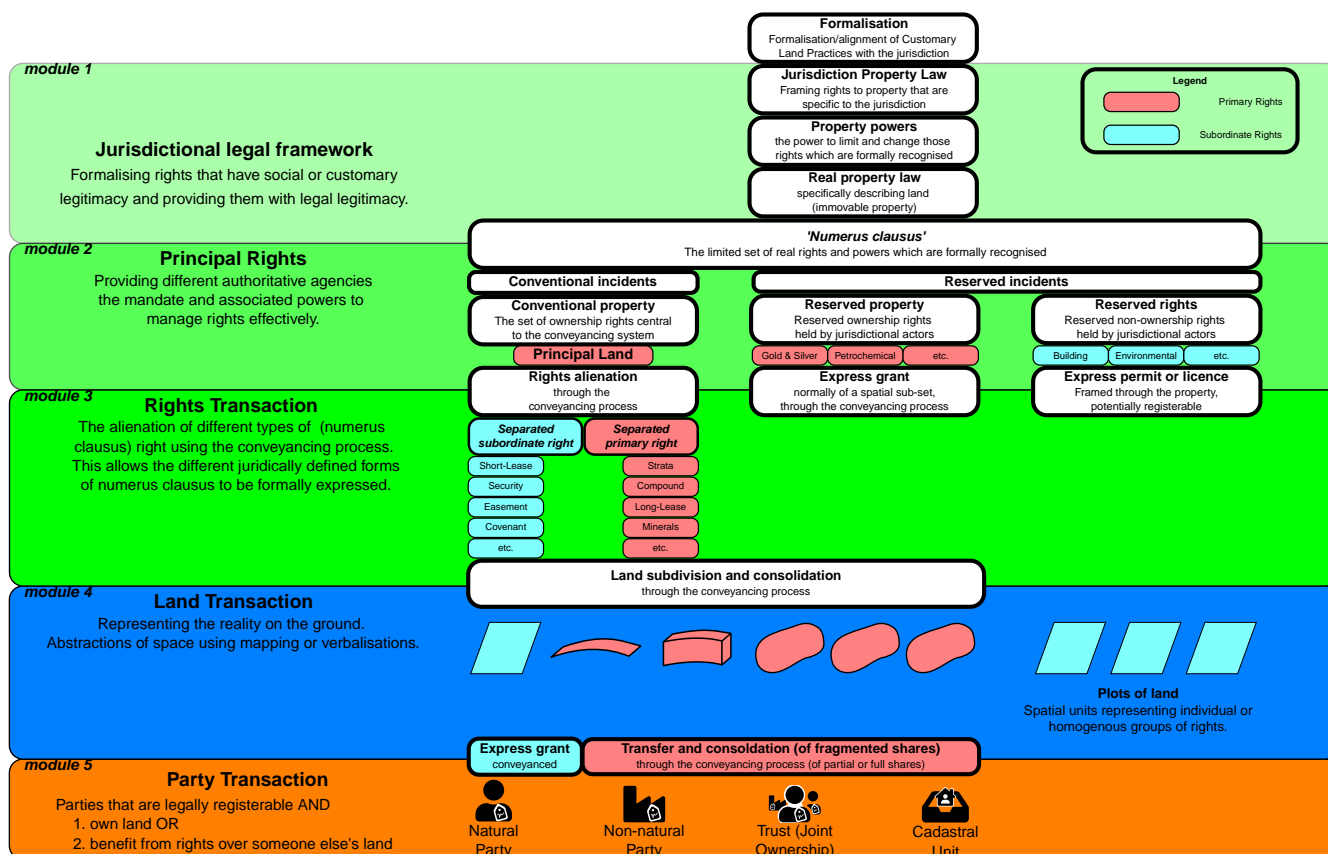 Formalisation
Formalisation/alignment of Customary
Land Practices with the jurisdiction
module 1
Jurisdiction Property Law
Framing rights to property that are
specific to the jurisdiction
Legend
Primary Rights
Subordinate Rights
Property powers
the power to limit and change those
rights which are formally recognised
Jurisdictional legal framework
Formalising rights that have social or customary
legitimacy and providing them with legal legitimacy.
Real property law
specifically describing land
(immovable property)
module 2
'Numerus clausus'
The limited set of real rights and powers which are formally recognised
Principal Rights
Providing different authoritative agencies
the mandate and associated powers to
manage rights effectively.
Conventional incidents
Reserved incidents
Conventional property
The set of ownership rights central
to the conveyancing system
Principal Land
Reserved property
Reserved ownership rights
held by jurisdictional actors
Gold & Silver
Petrochemical
etc.
Reserved rights
Reserved non-ownership rights
held by jurisdictional actors
Building
Environmental
etc.
module 3
Rights Transaction
The alienation of different types of (numerus
clausus) right using the conveyancing process.
This allows the different juridically defined forms
of numerus clausus to be formally expressed.
Rights alienation
through the
conveyancing process
Express grant
normally of a spatial sub-set,
through the conveyancing process
Express permit or licence
Framed through the property,
potentially registerable
Separated
subordinate right
Separated
primary right
Short-Lease
Security
Easement
Covenant
etc.
Strata
Compound
Long-Lease
Minerals
etc.
module 4
Land subdivision and consolidation
through the conveyancing process
Land Transaction
Representing the reality on the ground.
Abstractions of space using mapping or verbalisations.
Plots of land
Spatial units representing individual or
homogenous groups of rights.
module 5
Express grant
conveyanced
Transfer and consoldation (of fragmented shares)
through the conveyancing process (of partial or full shares)
Party Transaction
Parties that are legally registerable AND
1. own land OR
2. benefit from rights over someone else's land
Natural
Party
Non-natural
Party
Trust (Joint
Ownership)
Cadastral
Unit